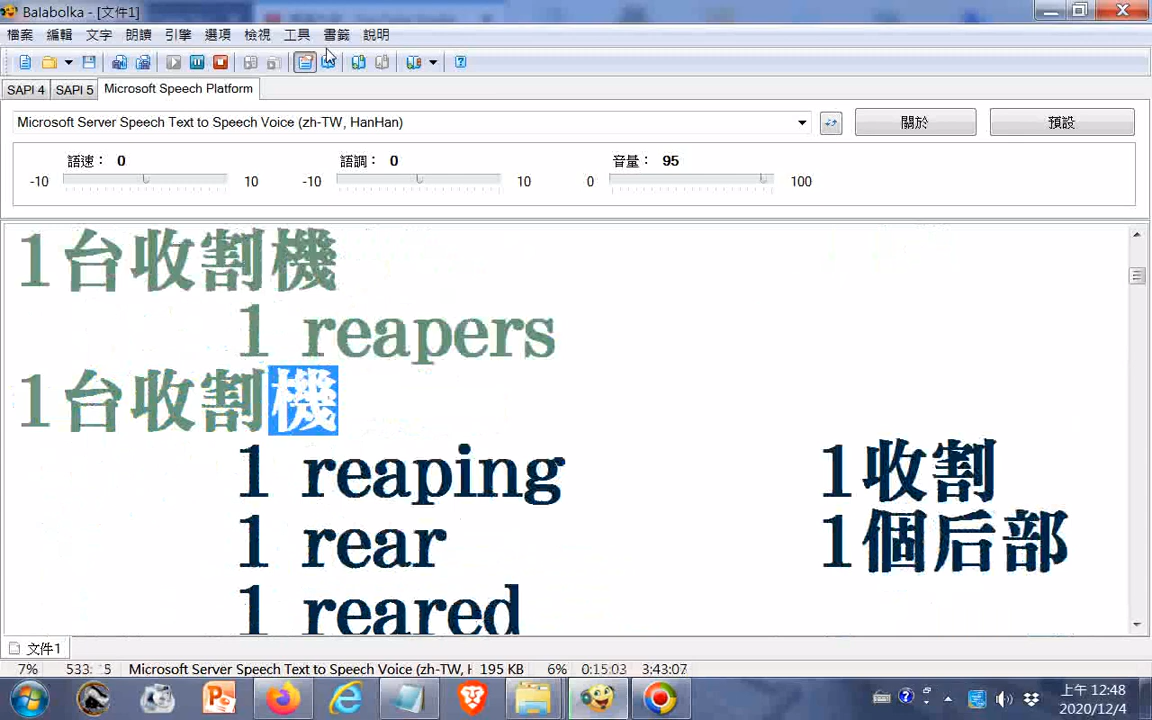 Balabolka - [文件1]
檔案 編輯 文字 朗讀 引擎 選項 檢視 工具 書籤 說明
SAPI 4 SAPI 5 Microsoft Speech Platform
Microsoft Server Speech Text to Speech Voice (zh-TW, HanHan) 關於 預設
語速： 0 語調： 0 音量： 95
-10 10 -10 10 0 100
1台收割機
1 reapers
1台收割機
1 reaping 1收割
1 rear 1個后部
1 reared
文件1
7% Microsoft Server Speech Text to Speech Voice (zh-TW, H 195 KB 6% 0:15:03 3:43:07
上午 12:48
2020/12/4